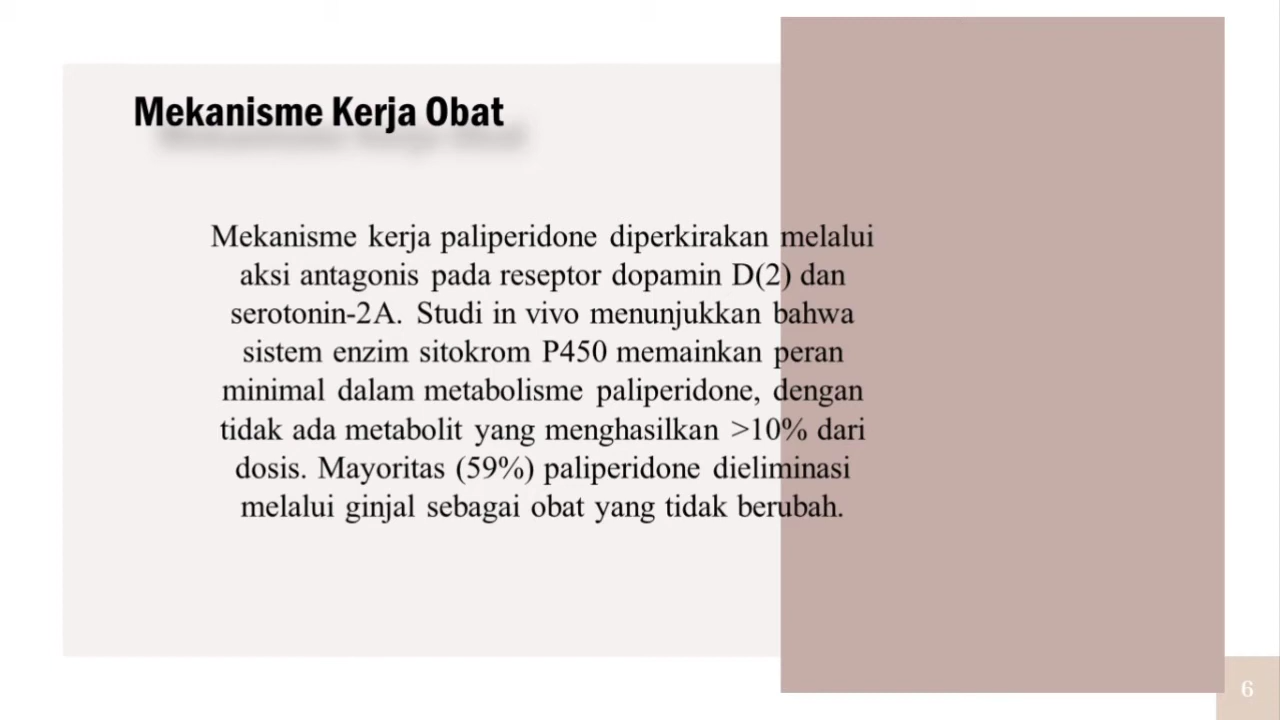 Mekanisme Kerja Obat
Mekanisme kerja paliperidone diperkirakan melalui
aksi antagonis pada reseptor dopamin D(2) dan
serotonin-2A. Studi in vivo menunjukkan bahwa
sistem enzim sitokrom P450 memainkan peran
minimal dalam metabolisme paliperidone, dengan
tidak ada metabolit yang menghasilkan >10% dari
dosis. Mayoritas (59%) paliperidone dieliminasi
melalui ginjal sebagai obat yang tidak berubah.
6